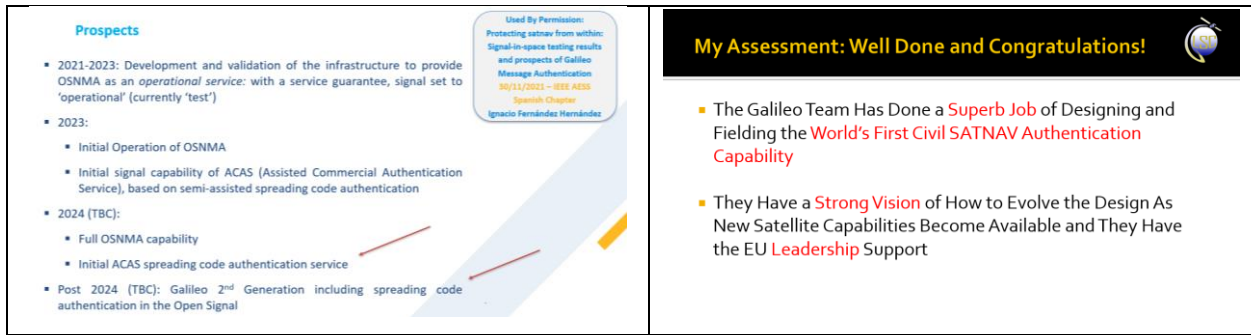 Prospects
Used By Permission:
Protecting satnav from within:
Signal-in-space testing results
and prospects of Galileo
Message Authentication
30/11/2021 – IEEE AESS
Spanish Chapter
Ignacio Fernández Hernández
▪ 2021-2023: Development and validation of the infrastructure to provide
OSNMA as an operational service: with a service guarantee, signal set to
'operational' (currently 'test')
▪ 2023:
▪ Initial Operation of OSNMA
▪ Initial signal capability of ACAS (Assisted Commercial Authentication
Service), based on semi-assisted spreading code authentication
▪ 2024 (TBC):
▪ Full OSNMA capability
▪ Initial ACAS spreading code authentication service
▪ Post 2024 (TBC): Galileo 2nd Generation including spreading code
authentication in the Open Signal
My Assessment: Well Done and Congratulations!
LSC
▪ The Galileo Team Has Done a Superb Job of Designing and
Fielding the World's First Civil SATNAV Authentication
Capability
▪ They Have a Strong Vision of How to Evolve the Design As
New Satellite Capabilities Become Available and They Have
the EU Leadership Support